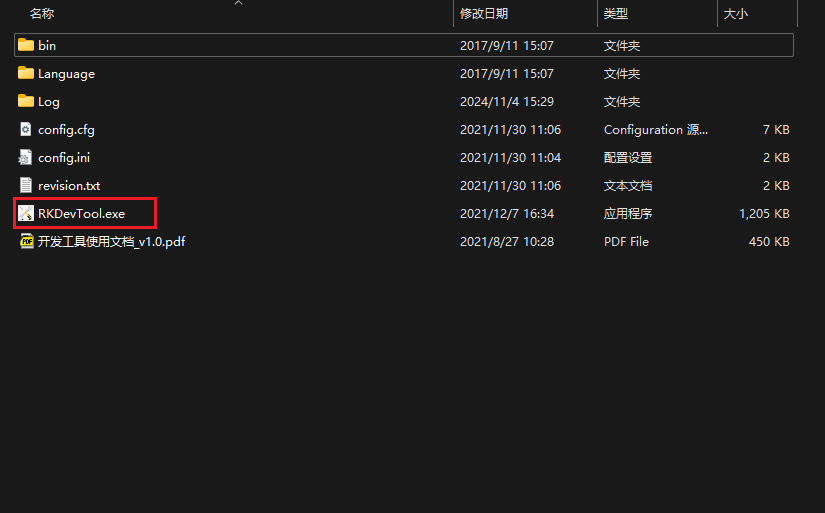 名称 修改日期 类型 大小
bin 2017/9/11 15:07 文件夹
Language 2017/9/11 15:07 文件夹
Log 2024/11/4 15:29 文件夹
config.cfg 2021/11/30 11:06 Configuration 源... 7 KB
config.ini 2021/11/30 11:04 配置设置 2 KB
revision.txt 2021/11/30 11:06 文本文档 2 KB
RKDevTool.exe 2021/12/7 16:34 应用程序 1,205 KB
PDF 开发工具使用文档_v1.0.pdf 2021/8/27 10:28 PDF File 450 KB